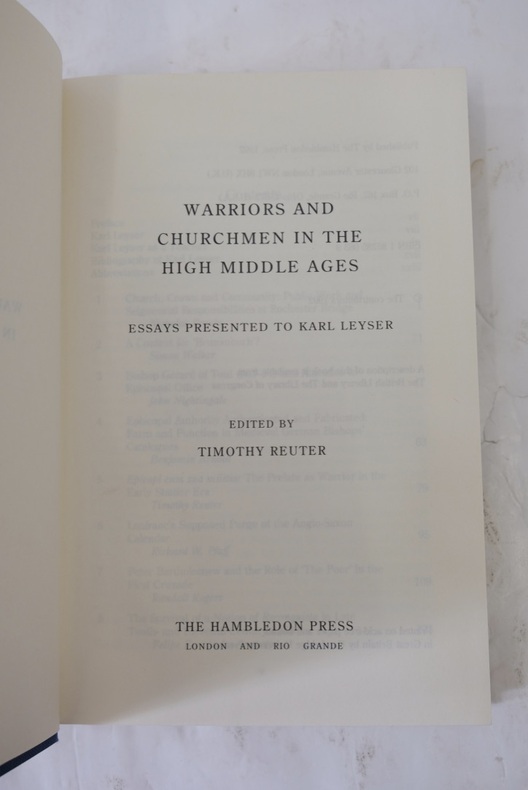 WARRIORS AND
CHURCHMEN IN THE
HIGH MIDDLE AGES
ESSAYS PRESENTED TO KARL LEYSER
EDITED BY
TIMOTHY REUTER
THE HAMBLEDON PRESS
LONDON AND RIO GRANDE